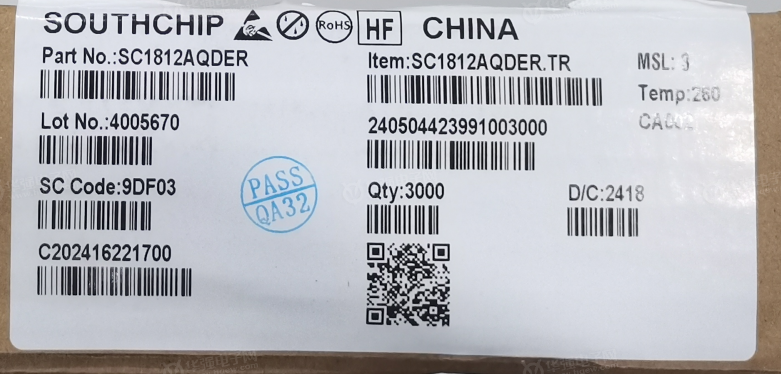 SOUTHCHIP RoHS HF CHINA
Part No.:SC1812AQDER
Item:SC1812AQDER.TR
MSL: 3
Temp:260
Lot No.:4005670
240504423991003000
SC Code:9DF03
PASS
QA32
Qty:3000
D/C:2418
C202416221700